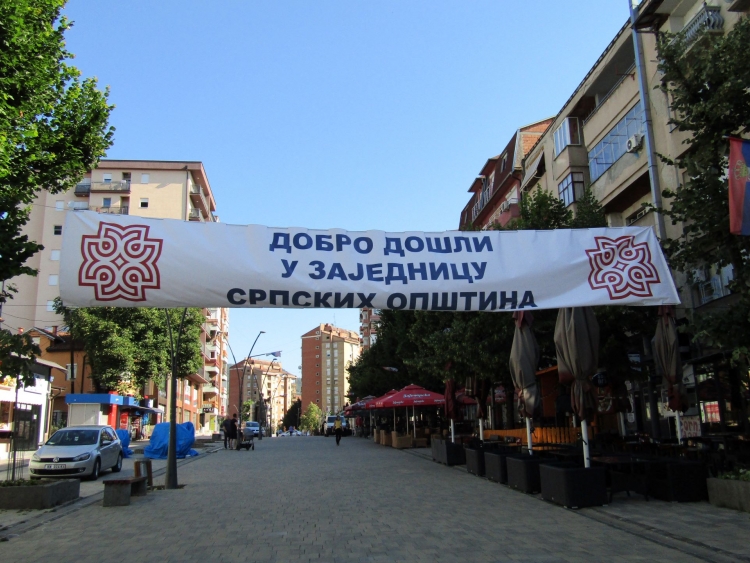 ДОБРО ДОШЛИ
У ЗАЈЕДНИЦУ
СРПСКИХ ОПШТИНА